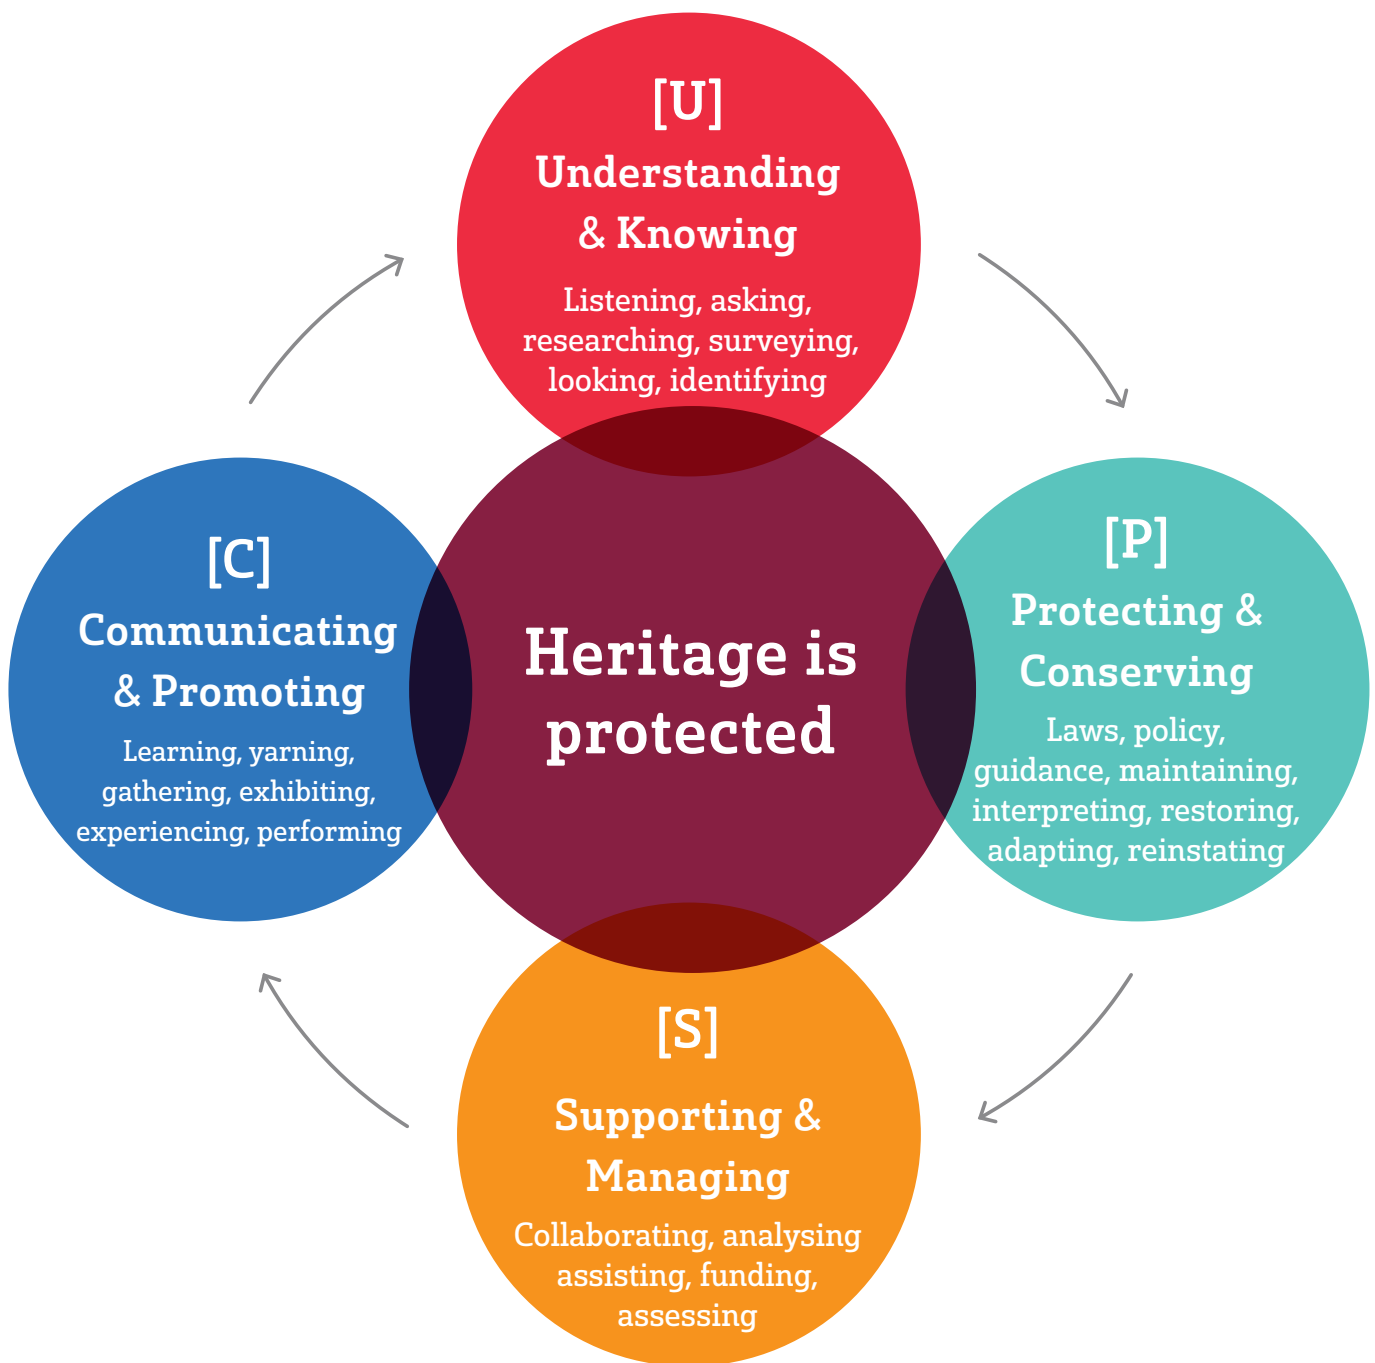 [U]
Understanding
& Knowing
Listening, asking,
researching, surveying,
looking, identifying
[C]
Communicating
& Promoting
Learning, yarning,
gathering, exhibiting,
experiencing, performing
Heritage is
protected
[P]
Protecting &
Conserving
Laws, policy,
guidance, maintaining,
interpreting, restoring,
adapting, reinstating
[S]
Supporting &
Managing
Collaborating, analysing
assisting, funding,
assessing